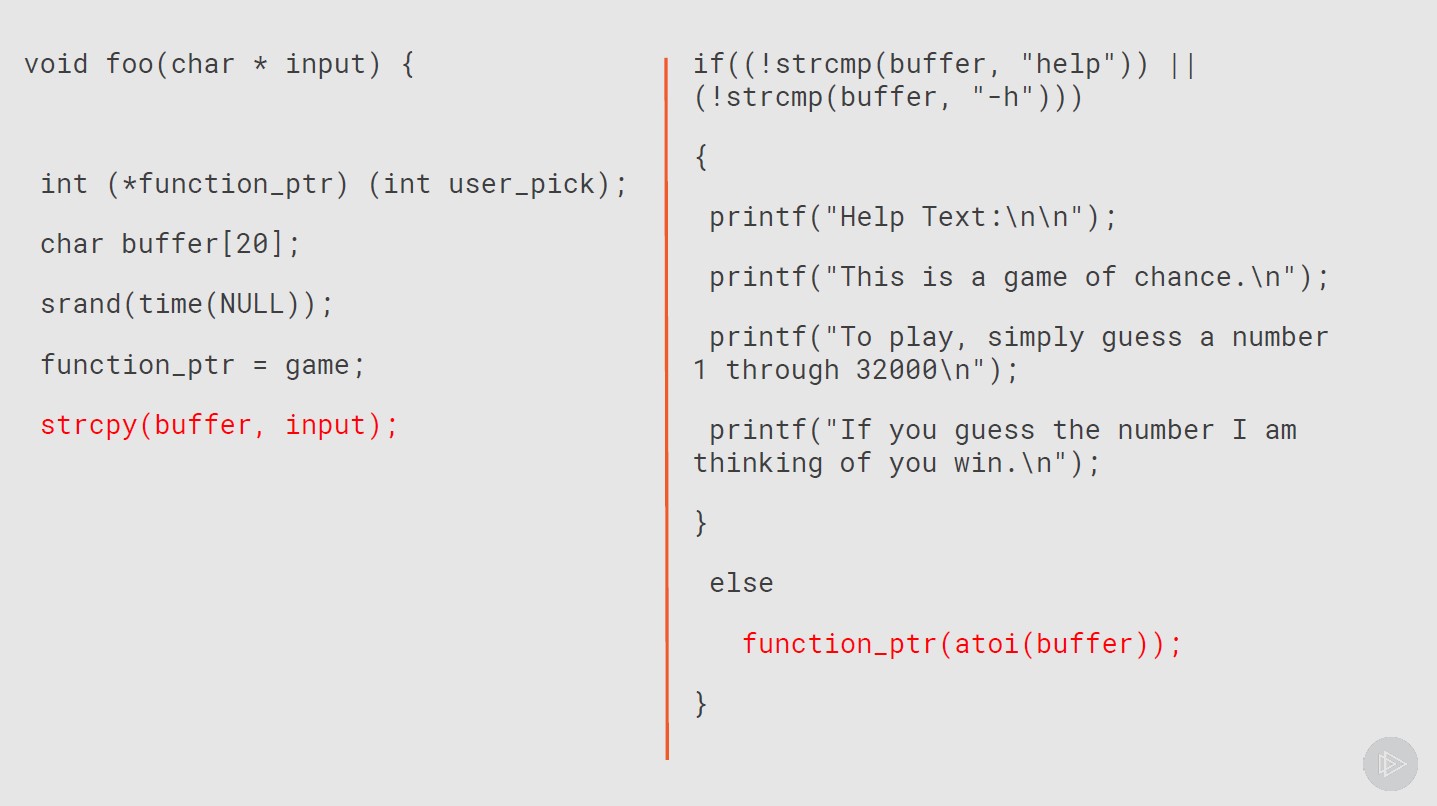 void foo(char * input) {
int (*function_ptr) (int user_pick);
char buffer[20];
srand(time(NULL));
function_ptr = game;
strcpy(buffer, input);
if((!strcmp(buffer, "help")) ||
(!strcmp(buffer, "-h")))
{
printf("Help Text:\n\n");
printf("This is a game of chance.\n");
printf("To play, simply guess a number
1 through 32000\n");
printf("If you guess the number I am
thinking of you win.\n");
}
else
function_ptr(atoi(buffer));
}